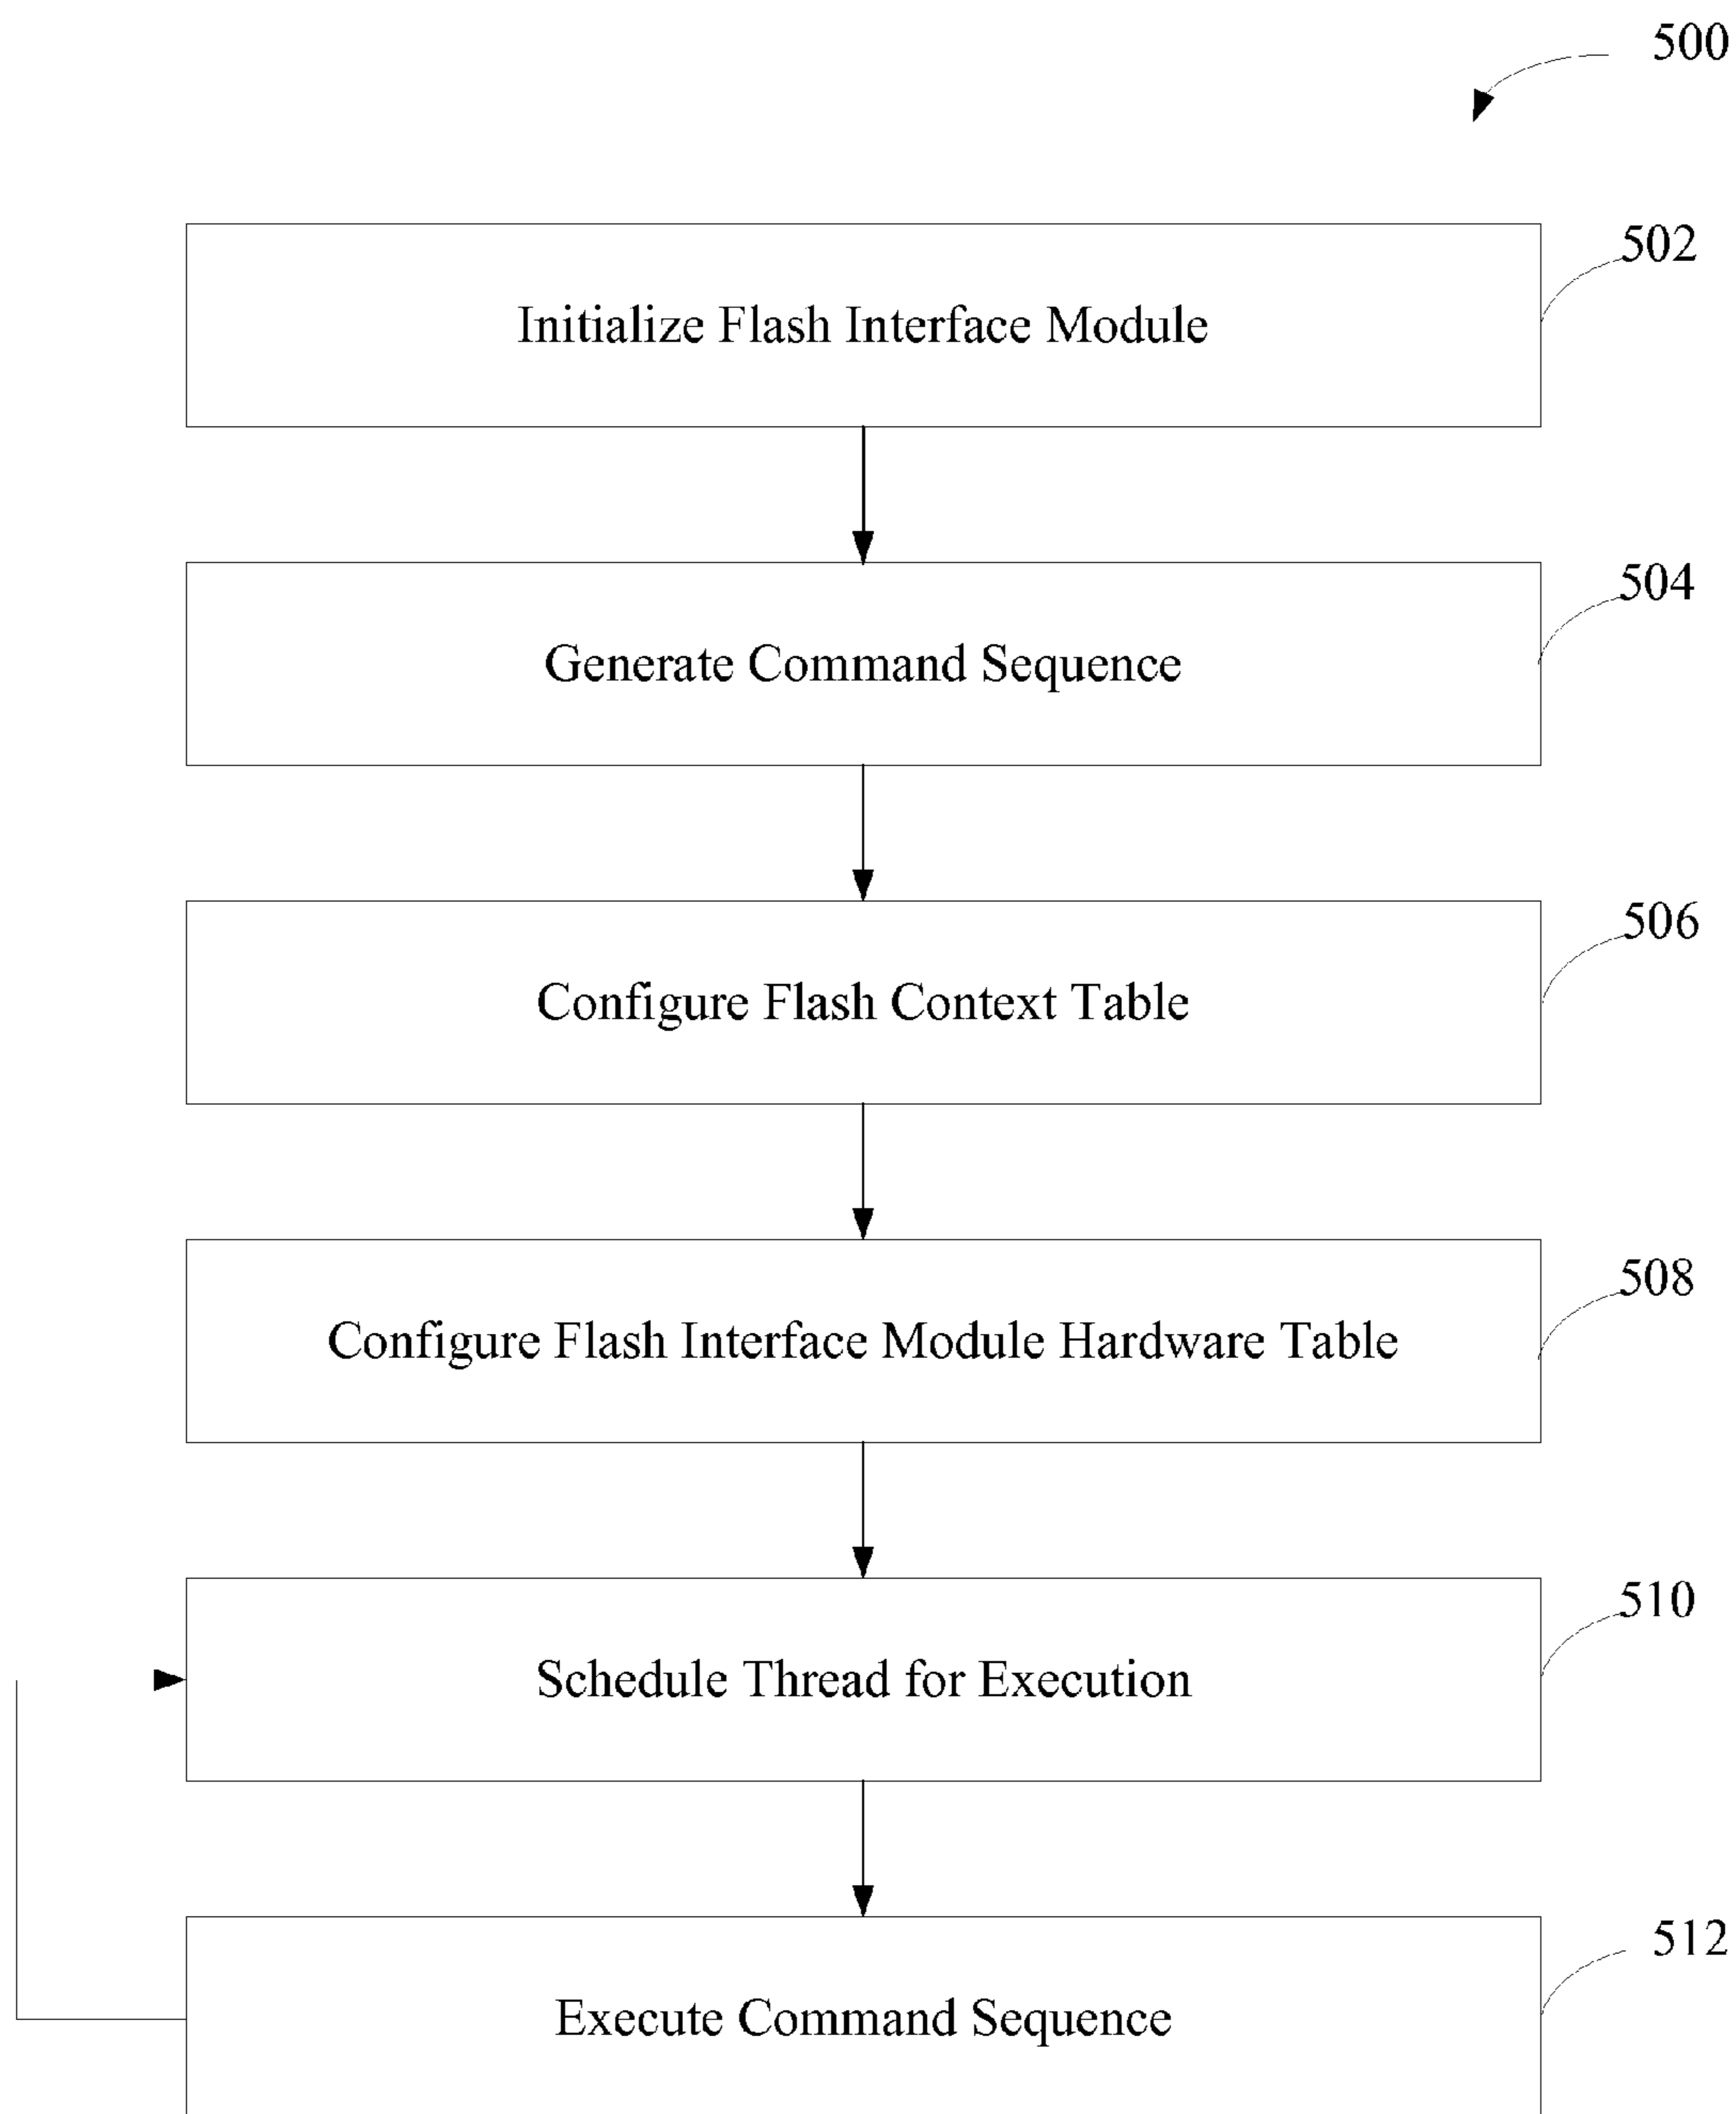 500
502
Initialize Flash Interface Module
504
Generate Command Sequence
506
Configure Flash Context Table
508
Configure Flash Interface Module Hardware Table
510
Schedule Thread for Execution
512
Execute Command Sequence